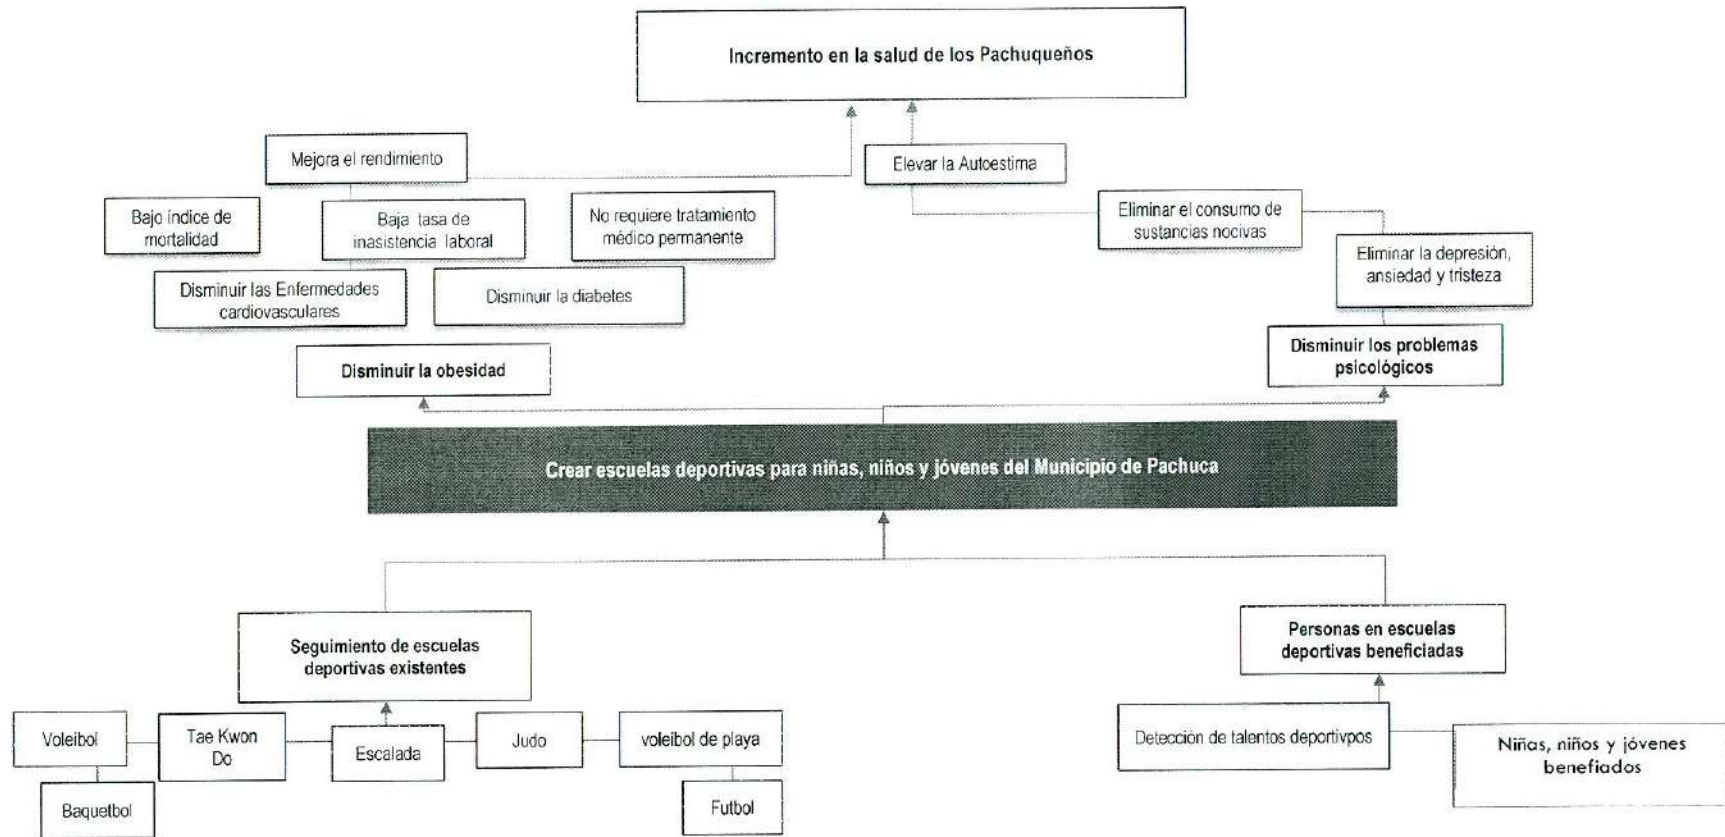 Incremento en la salud de los Pachuqueños
Mejora el rendimiento
Elevar la Autoestima
Bajo índice de
mortalidad
Baja tasa de
inasistencia laboral
No requiere tratamiento
médico permanente
Eliminar el consumo de
sustancias nocivas
Eliminar la depresión,
ansiedad y tristeza
Disminuir las Enfermedades
cardiovasculares
Disminuir la diabetes
Disminuir la obesidad
Disminuir los problemas
psicológicos
Crear escuelas deportivas para niñas, niños y jóvenes del Municipio de Pachuca
Seguimiento de escuelas
deportivas existentes
Personas en escuelas
deportivas beneficiadas
Voleibol
Tae Kwon
Do
Escalada
Judo
voleibol de playa
Baquetbol
Futbol
Detección de talentos deportivpos
Niñas, niños y jóvenes
benefiados